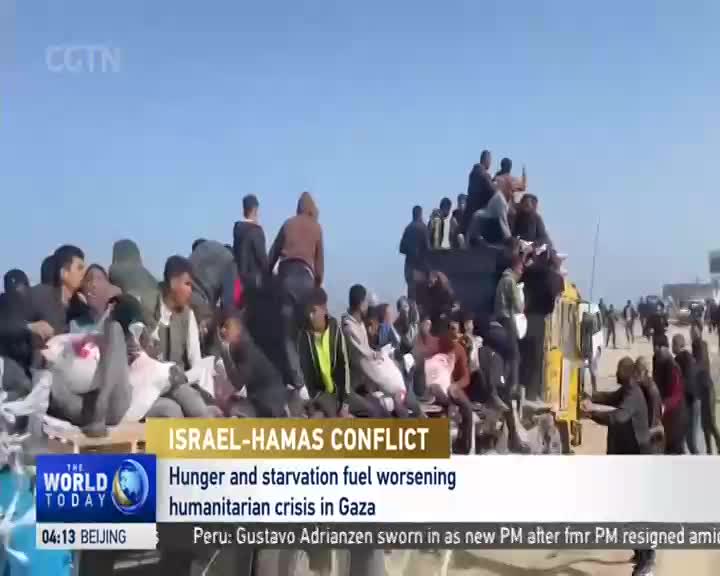 CGTN
ISRAEL-HAMAS CONFLICT
THE
WORLD
TODAY
Hunger and starvation fuel worsening
humanitarian crisis in Gaza
04:13 BEIJING
Peru: Gustavo Adrianzen sworn in as new PM after fmr PM resigned